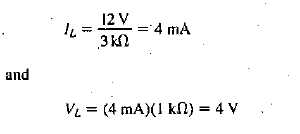 I_L = 12 V / 3 kΩ = 4 mA
and
V_L = (4 mA)(1 kΩ) = 4 V